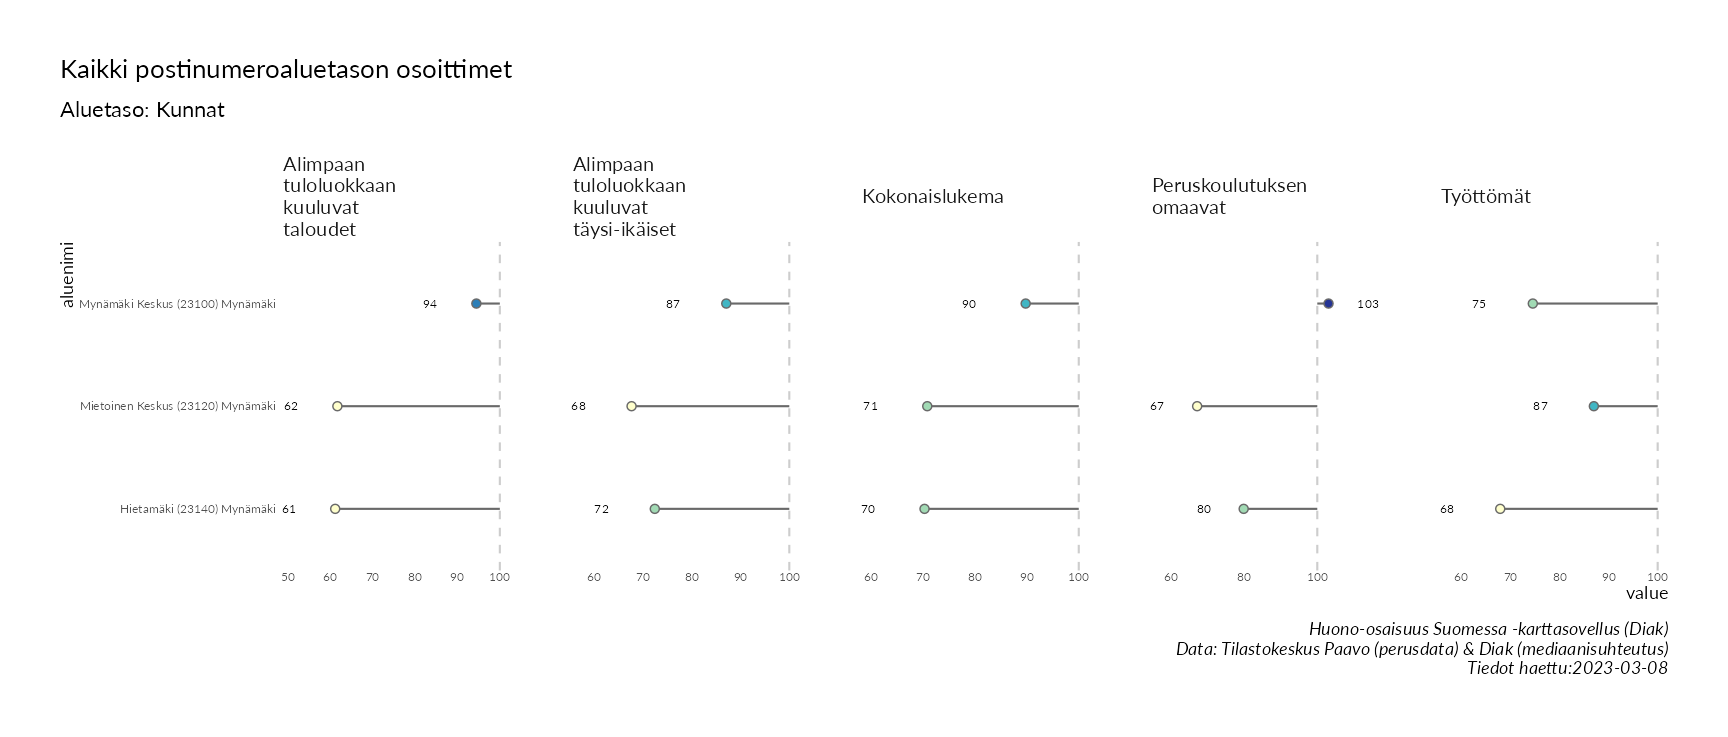 Kaikki postinumeroaluetason osoittimet
Aluetaso: Kunnat
Alimpaan
tuloluokkaan
kuuluvat
taloudet
Alimpaan
tuloluokkaan
kuuluvat
täysi-ikäiset
Kokonaislukema
Peruskoulutuksen
omaavat
Työttömät
aluenimi
Mynämäki Keskus (23100) Mynämäki 94 87 90 103 75
Mietoinen Keskus (23120) Mynämäki 62 68 71 67 87
Hietamäki (23140) Mynämäki 61 72 70 80 68
50 60 70 80 90 100 60 70 80 90 100 60 70 80 90 100 60 80 100 60 70 80 90 100
value
Huono-osaisuus Suomessa -karttasovellus (Diak)
Data: Tilastokeskus Paavo (perusdata) & Diak (mediaanisuhteutus)
Tiedot haettu:2023-03-08